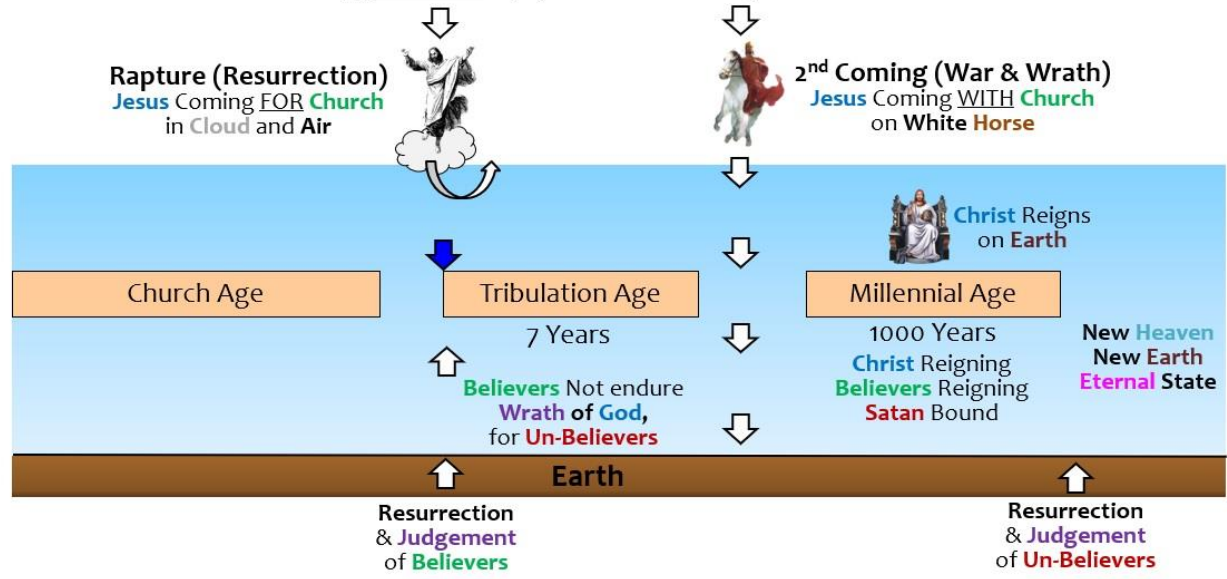 Rapture (Resurrection)
Jesus Coming FOR Church
in Cloud and Air
2nd Coming (War & Wrath)
Jesus Coming WITH Church
on White Horse
Christ Reigns
on Earth
Church Age
Tribulation Age
Millennial Age
7 Years
Believers Not endure
Wrath of God,
for Un-Believers
1000 Years
Christ Reigning
Believers Reigning
Satan Bound
New Heaven
New Earth
Eternal State
Earth
Resurrection
& Judgement
of Believers
Resurrection
& Judgement
of Un-Believers